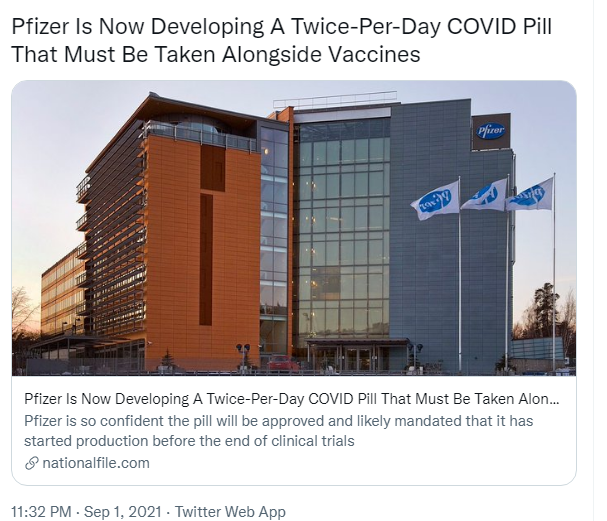 Pfizer Is Now Developing A Twice-Per-Day COVID Pill
That Must Be Taken Alongside Vaccines
Pfizer
Pfizer
Pfizer
Pfizer
Pfizer Is Now Developing A Twice-Per-Day COVID Pill That Must Be Taken Alon...
Pfizer is so confident the pill will be approved and likely mandated that it has
started production before the end of clinical trials
nationalfile.com
11:32 PM · Sep 1, 2021 · Twitter Web App